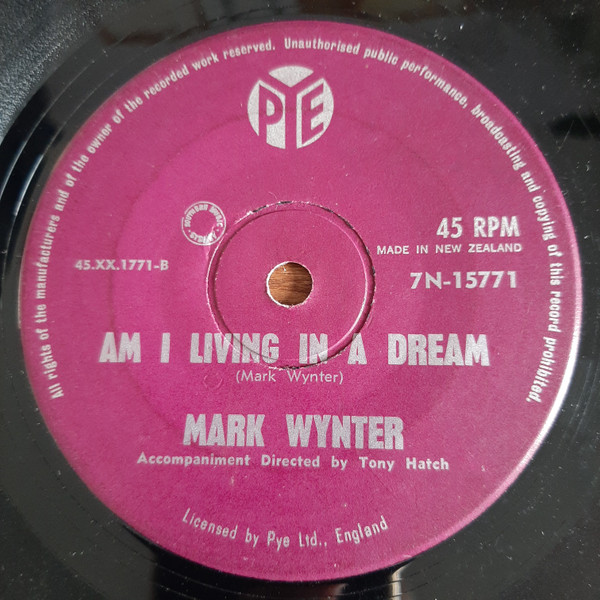 All rights of the manufacturers and of the owner of the recorded work reserved. Unauthorised public performance, broadcasting and copying of this record prohibited.
PYE
45 RPM
MADE IN NEW ZEALAND
45.XX.1771-B
7N-15771
AM I LIVING IN A DREAM
(Mark Wynter)
MARK WYNTER
Accompaniment Directed by Tony Hatch
Licensed by Pye Ltd., England